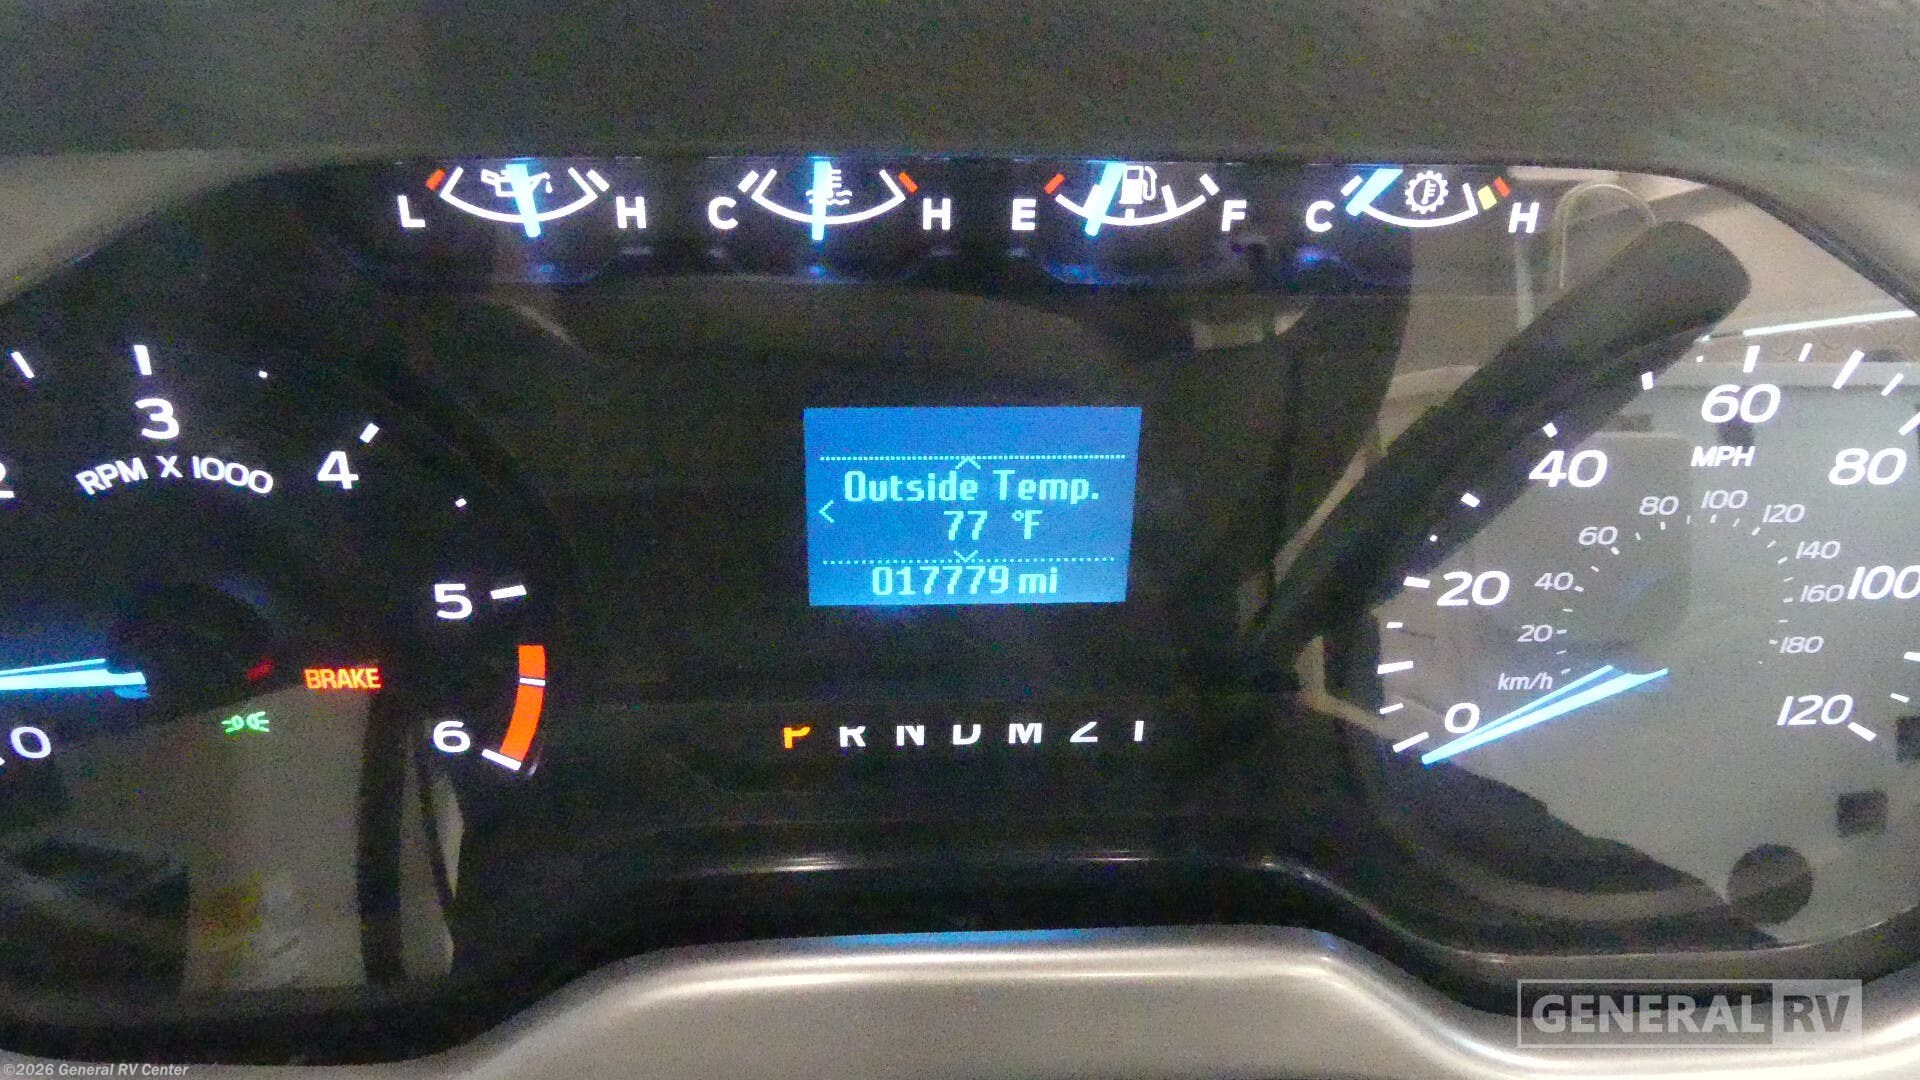 L H C H E F C H
3
2 4
RPM X 1000
5
6
0
BRAKE
Outside Temp.
<
77 °F
017779 mi
P R N D M 2 1
0 20 40 60 80 100 120
MPH
20 40 60 80 100 120 140 160 180
km/h
GENERAL RV
©2026 General RV Center